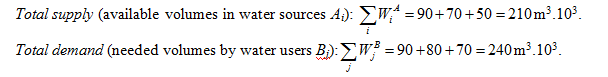 Total supply (available volumes in water sources Aᵢ): ∑ᵢ Wᵢᴬ = 90 + 70 + 50 = 210 m³.10³.
Total demand (needed volumes by water users Bⱼ): ∑ⱼ Wⱼᴮ = 90 + 80 + 70 = 240 m³.10³.